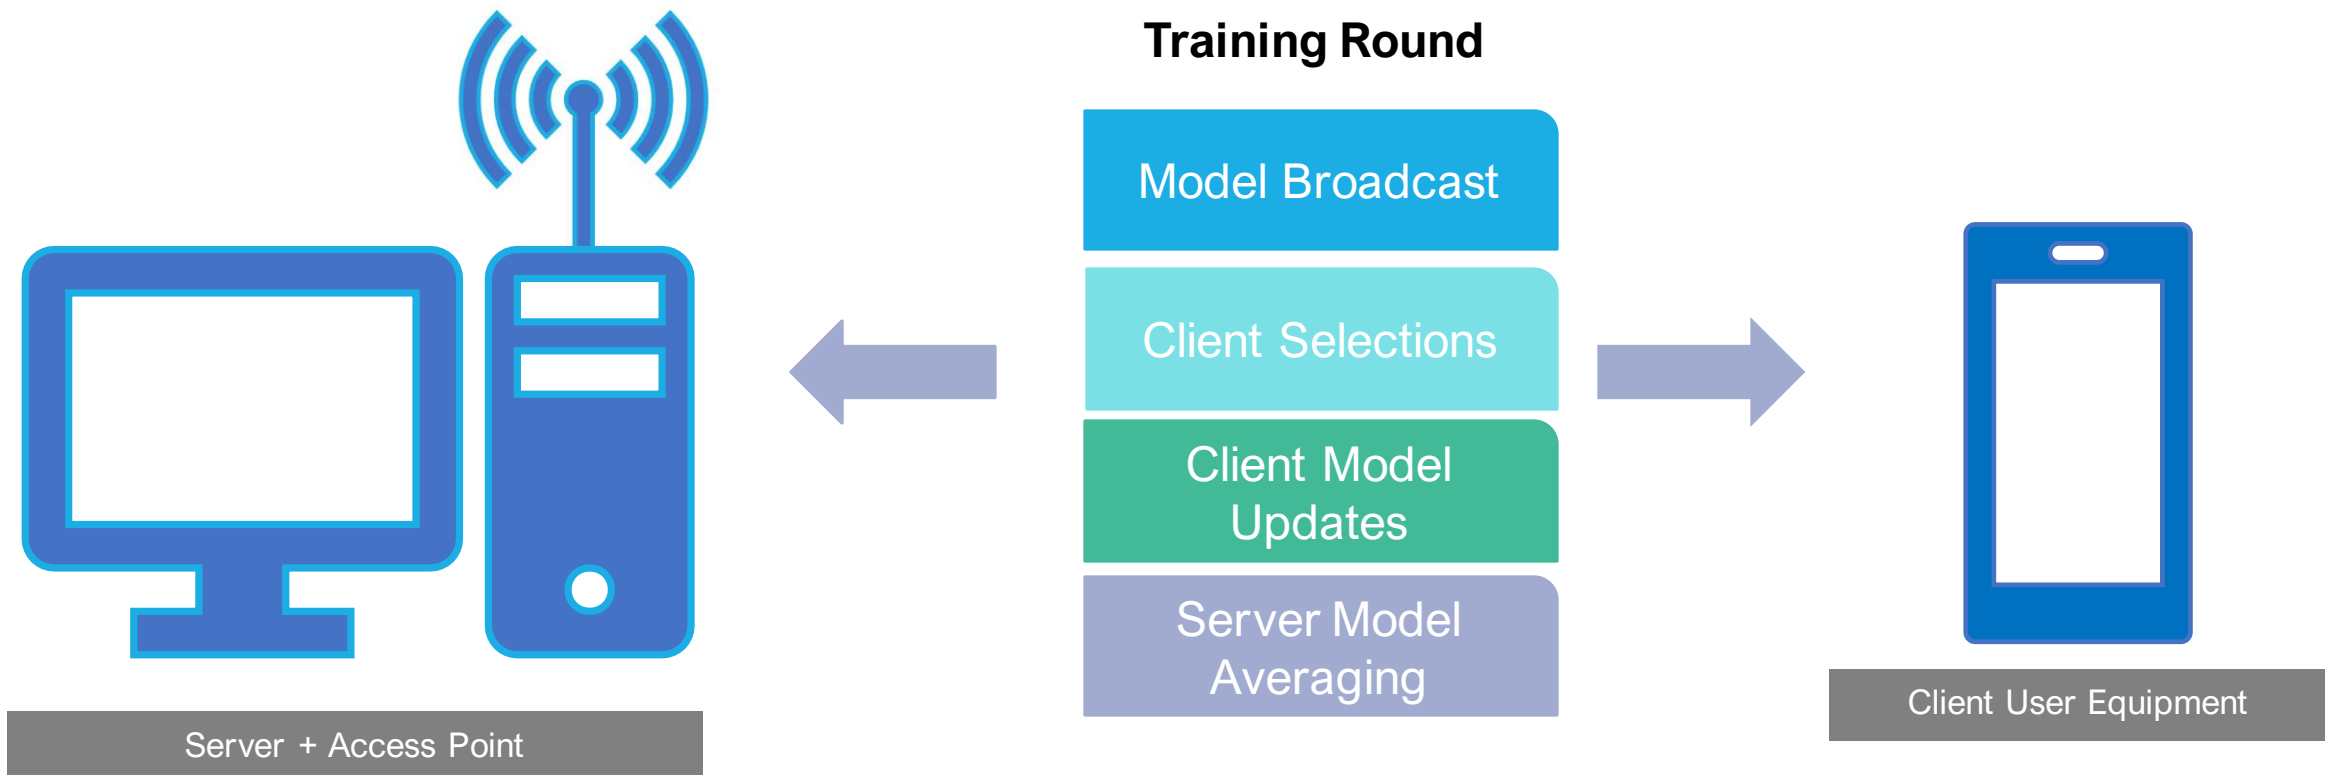 Training Round
Model Broadcast
Client Selections
Client Model
Updates
Server Model
Averaging
Client User Equipment
Server + Access Point